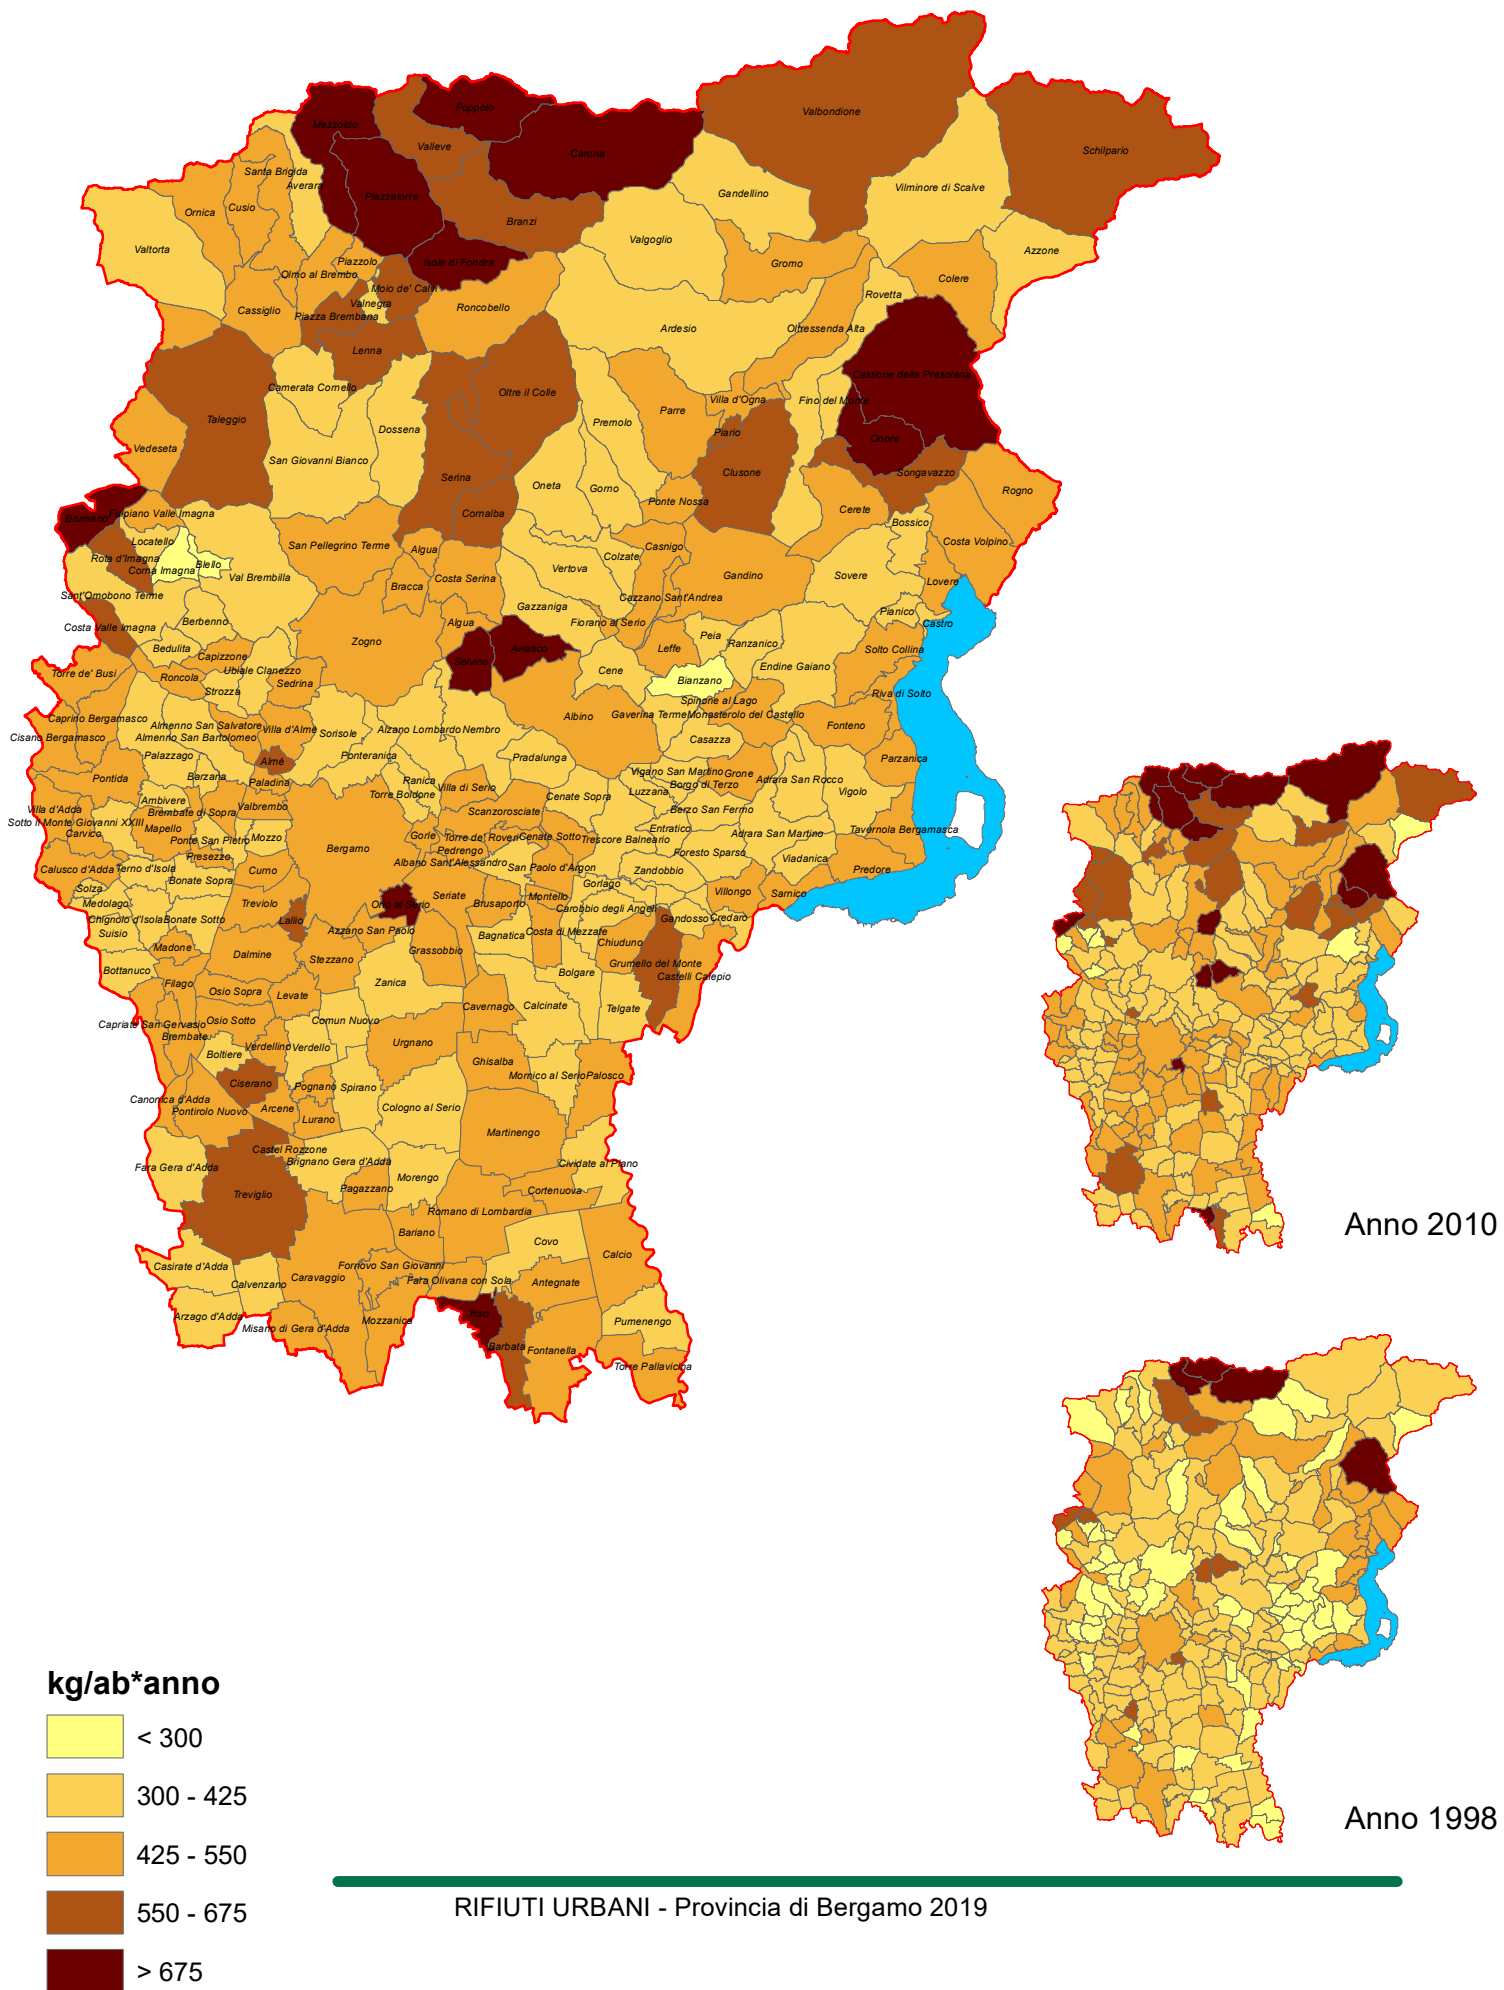 Foppolo
Mezzoldo
Valbondione
Valleve
Carona
Schilpario
Santa Brigida
Averara
Vilminore di Scalve
Gandellino
Piazzatorre
Cusio
Ornica
Branzi
Valgoglio
Valtorta
Azzone
Piazzolo
Isola di Fondra
Gromo
Olmo al Brembo
Colere
Moio de' Calvi
Rovetta
Valnegra
Cassiglio
Piazza Brembana
Roncobello
Ardesio
Oltressenda Alta
Lenna
Castione della Presolana
Camerata Cornello
Oltre il Colle
Villa d'Ogna
Fino del Monte
Parre
Taleggio
Premolo
Dossena
Piario
Onore
Vedeseta
San Giovanni Bianco
Clusone
Songavazzo
Serina
Oneta
Gorno
Rogno
Ponte Nossa
Cerete
Cornalba
Fuipiano Valle Imagna
Brumano
Bossico
Locatello
San Pellegrino Terme
Algua
Casnigo
Costa Volpino
Rota d'Imagna
Colzate
Corna Imagna
Blello
Val Brembilla
Vertova
Gandino
Sovere
Costa Serina
Lovere
Bracca
Sant'Omobono Terme
Cazzano Sant'Andrea
Gazzaniga
Pianico
Costa Valle Imagna
Berbenno
Algua
Fiorano al Serio
Castro
Zogno
Peia
Ranzanico
Bedulita
Capizzone
Selvino
Aviatico
Leffe
Solto Collina
Torre de' Busi
Roncola
Ubiale Clanezzo
Sedrina
Cene
Endine Gaiano
Bianzano
Strozza
Riva di Solto
Spinone al Lago
Caprino Bergamasco
Albino
Gaverina Terme
Monasterolo del Castello
Almenno San Salvatore
Villa d'Almè
Sorisole
Alzano Lombardo
Nembro
Fonteno
Cisano Bergamasco
Almenno San Bartolomeo
Casazza
Palazzago
Almè
Ponteranica
Pradalunga
Parzanica
Pontida
Barzana
Paladina
Ranica
Villa di Serio
Vigano San Martino
Grone
Borgo di Terzo
Adrara San Rocco
Torre Boldone
Cenate Sopra
Luzzana
Vigolo
Ambivere
Valbrembo
Villa d'Adda
Brembate di Sopra
Scanzorosciate
Berzo San Fermo
Sotto il Monte Giovanni XXIII
Mapello
Entratico
Tavernola Bergamasca
Carvico
Ponte San Pietro
Mozzo
Gorle
Torre de' Roveri
Cenate Sotto
Trescore Balneario
Adrara San Martino
Presezzo
Bergamo
Pedrengo
Foresto Sparso
Viadanica
Calusco d'Adda
Terno d'Isola
Curno
Albano Sant'Alessandro
San Paolo d'Argon
Zandobbio
Predore
Bonate Sopra
Solza
Gorlago
Villongo
Sarnico
Medolago
Treviolo
Orio al Serio
Seriate
Brusaporto
Montello
Carobbio degli Angeli
Chignolo d'Isola
Bonate Sotto
Lallio
Gandosso
Credaro
Suisio
Azzano San Paolo
Bagnatica
Costa di Mezzate
Chiuduno
Madone
Dalmine
Stezzano
Grassobbio
Grumello del Monte
Bottanuco
Bolgare
Castelli Calepio
Filago
Osio Sopra
Levate
Zanica
Cavernago
Calcinate
Telgate
Capriate San Gervasio
Osio Sotto
Comun Nuovo
Brembate
Verdellino
Verdello
Urgnano
Boltiere
Ghisalba
Mornico al Serio
Palosco
Ciserano
Pognano
Spirano
Canonica d'Adda
Pontirolo Nuovo
Arcene
Lurano
Cologno al Serio
Martinengo
Castel Rozzone
Fara Gera d'Adda
Brignano Gera d'Adda
Cividate al Piano
Morengo
Treviglio
Pagazzano
Cortenuova
Romano di Lombardia
Bariano
Covo
Calcio
Casirate d'Adda
Fornovo San Giovanni
Calvenzano
Caravaggio
Fara Olivana con Sola
Antegnate
Arzago d'Adda
Isso
Misano di Gera d'Adda
Mozzanica
Pumenengo
Barbata
Fontanella
Torre Pallavicina
Anno 2010
Anno 1998
kg/ab*anno
< 300
300 - 425
425 - 550
550 - 675
> 675
RIFIUTI URBANI - Provincia di Bergamo 2019